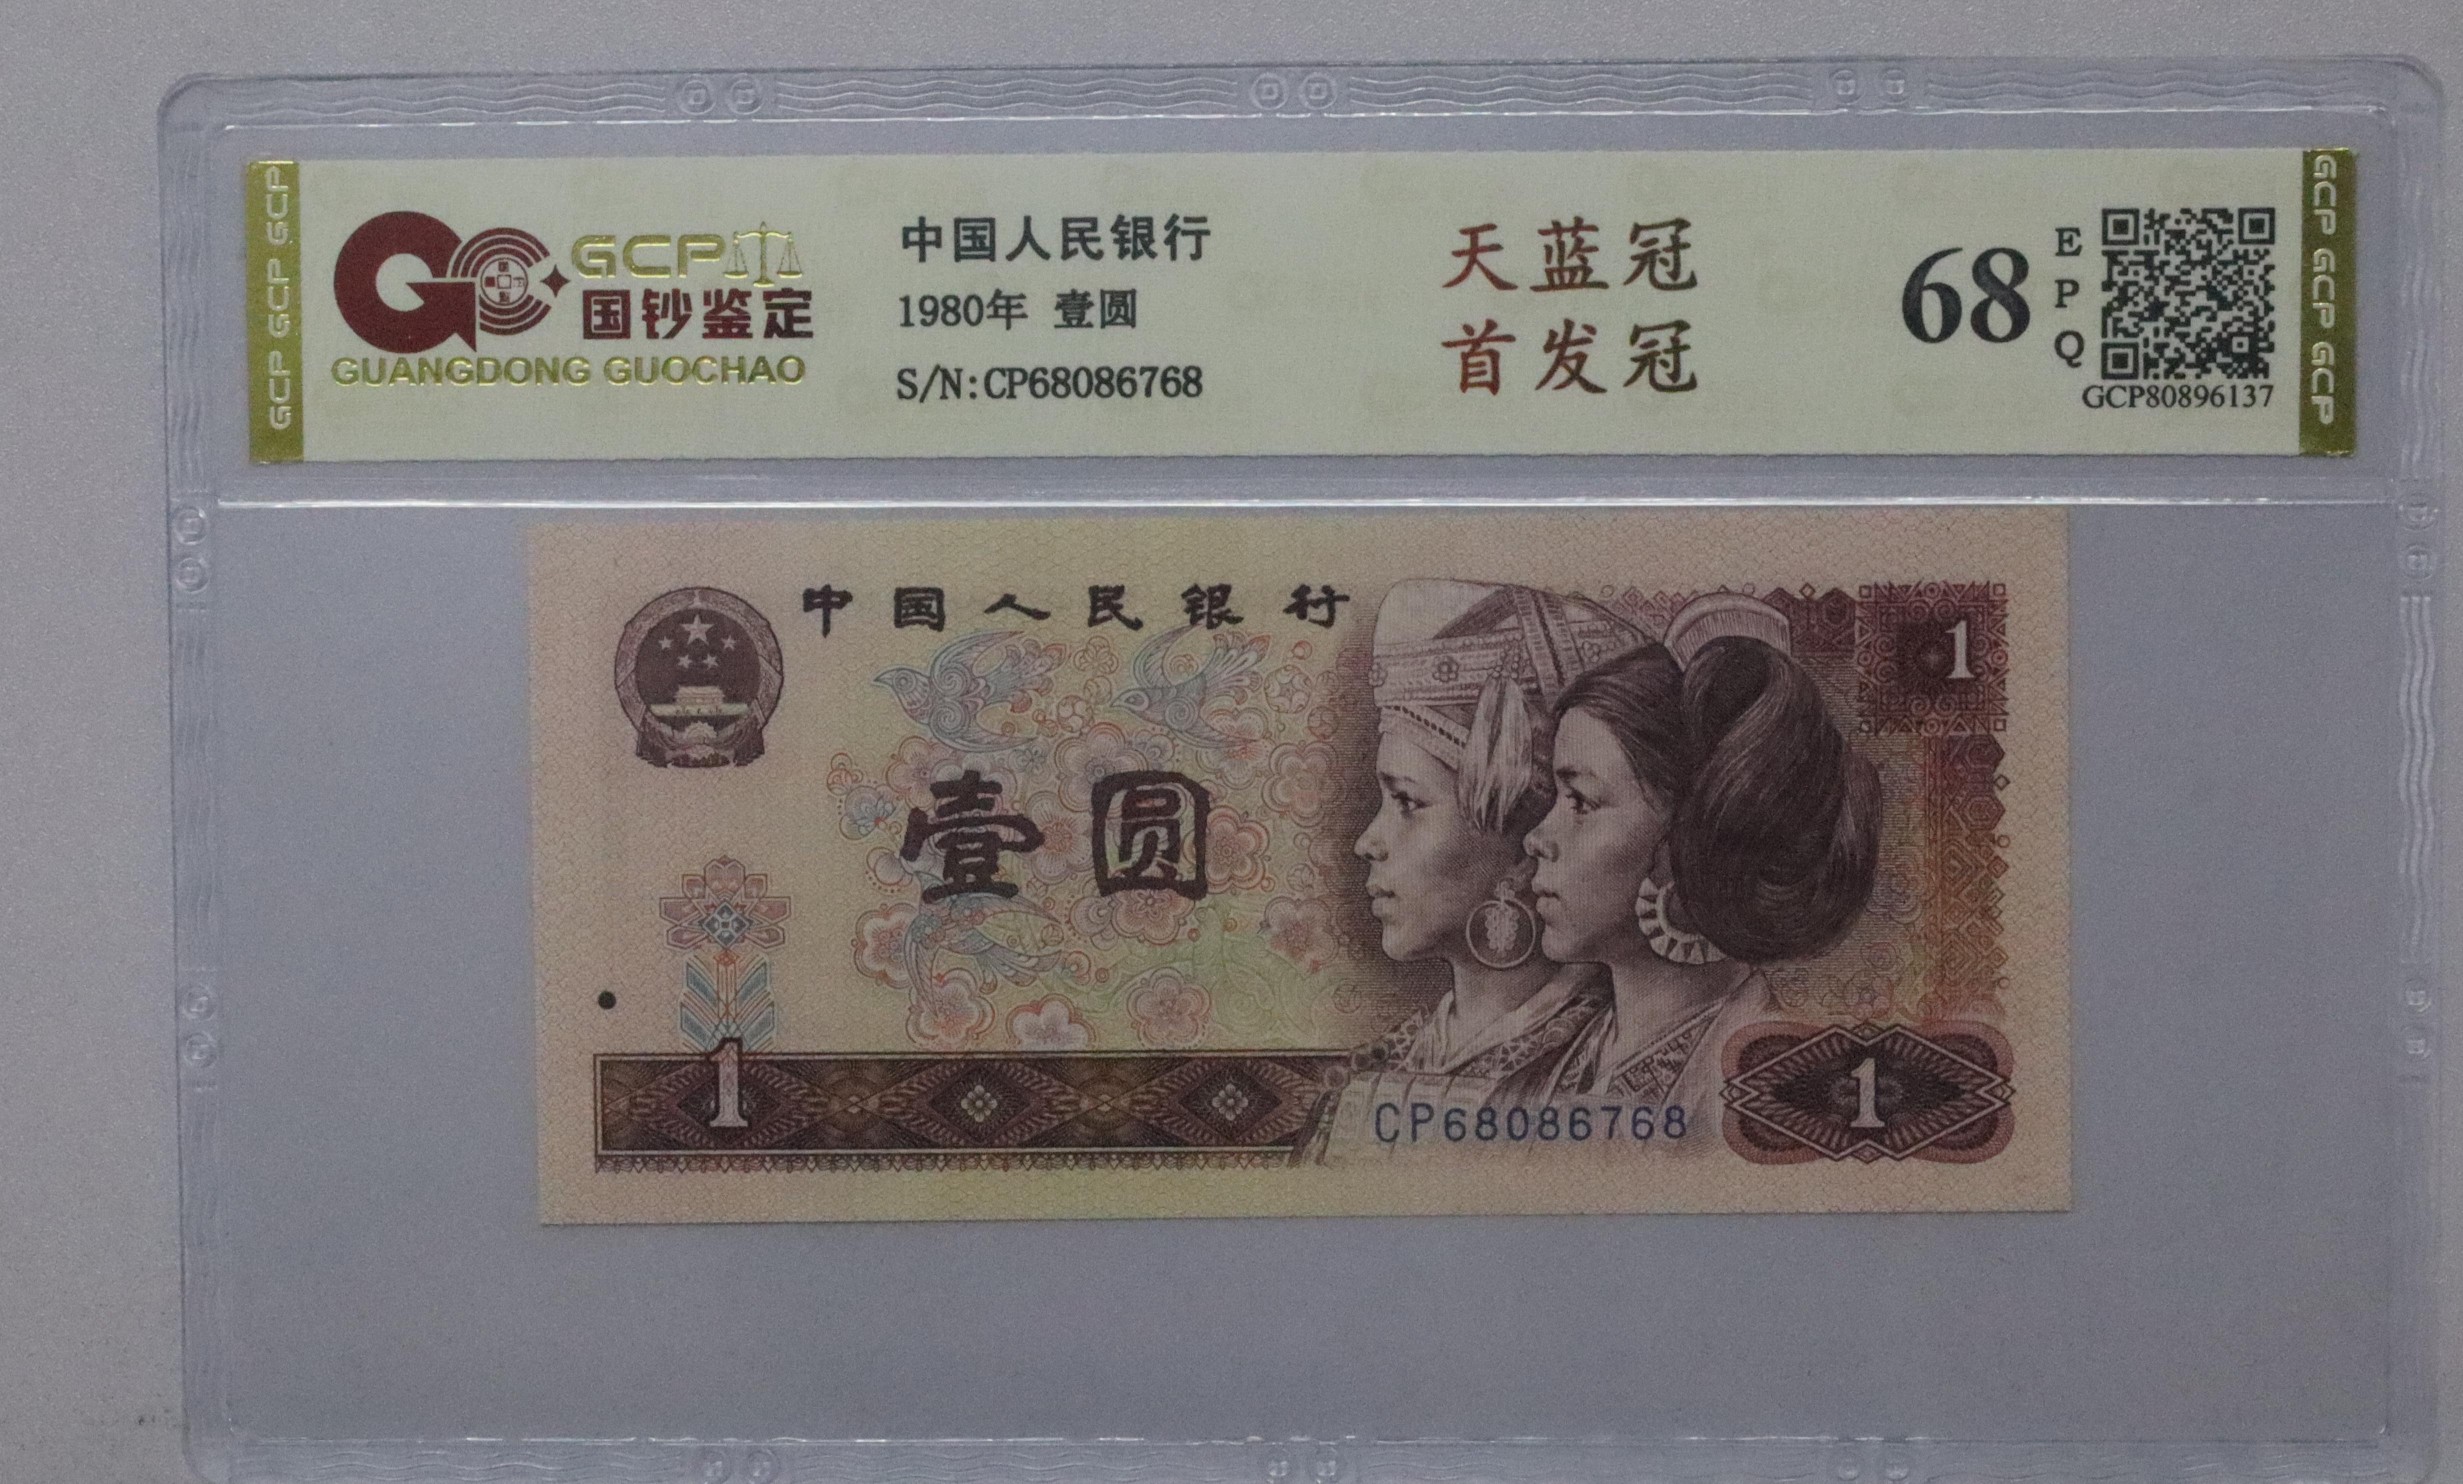 GCP GCP GCP
GCP
国钞鉴定
GUANGDONG GUOCHAO
中国人民银行
1980年 壹圆
S/N:CP68086768
天蓝冠
首发冠
68
EPQ
GCP80896137
GCP GCP GCP
中国人民银行
1
壹圆
1
CP68086768
1